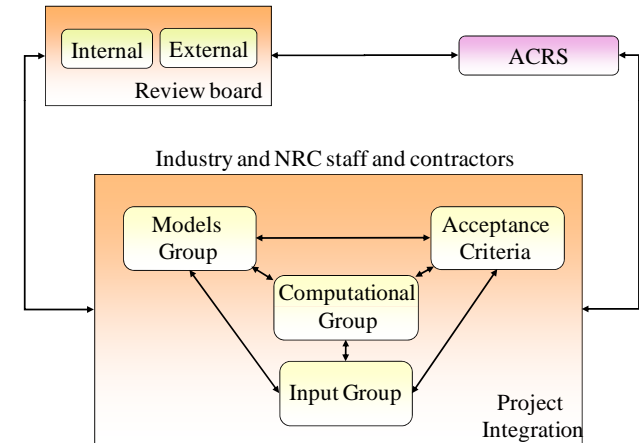 Internal
External
ACRS
Review board
Industry and NRC staff and contractors
Models
Group
Acceptance
Criteria
Computational
Group
Input Group
Project
Integration